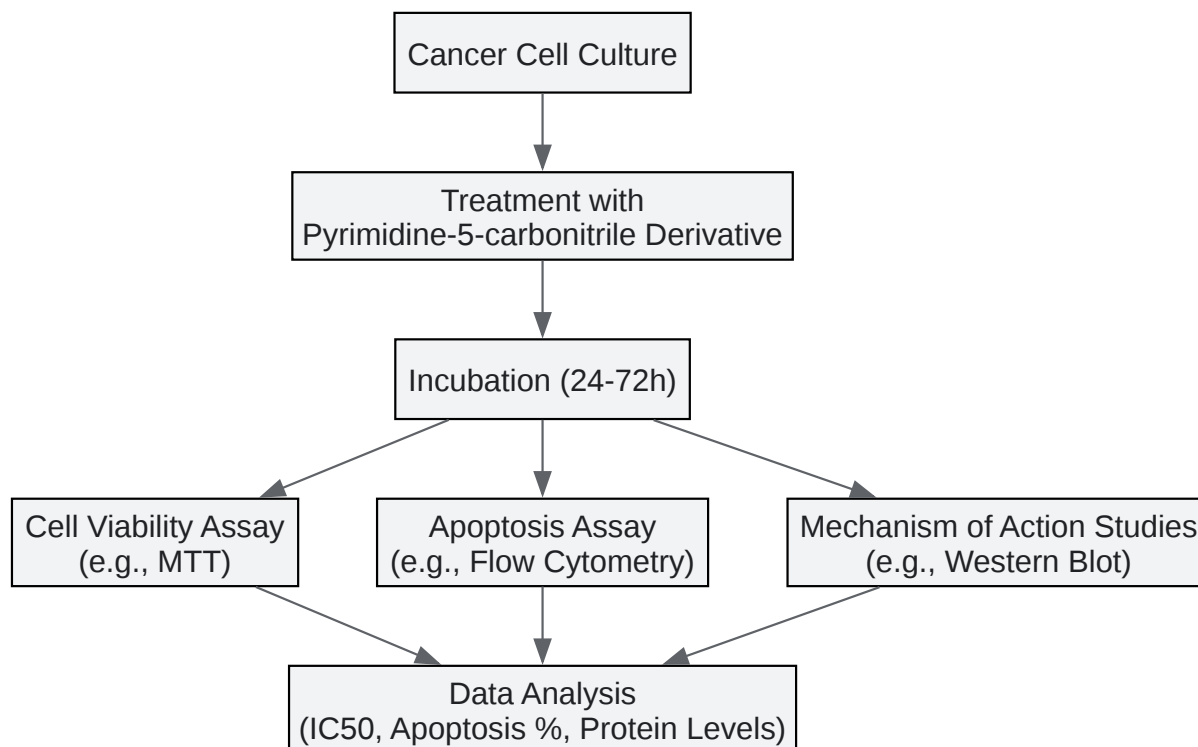 Cancer Cell Culture
Treatment with
Pyrimidine-5-carbonitrile Derivative
Incubation (24-72h)
Cell Viability Assay
(e.g., MTT)
Apoptosis Assay
(e.g., Flow Cytometry)
Mechanism of Action Studies
(e.g., Western Blot)
Data Analysis
(IC50, Apoptosis %, Protein Levels)